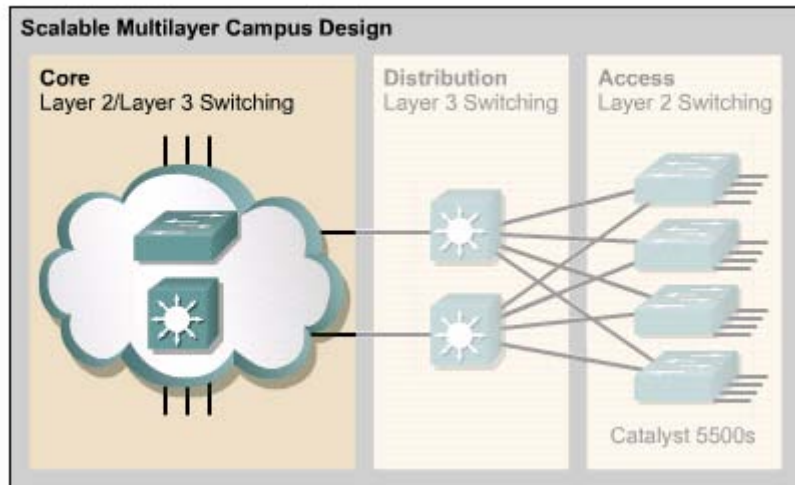 Scalable Multilayer Campus Design
Core
Layer 2/Layer 3 Switching
Distribution
Layer 3 Switching
Access
Layer 2 Switching
Catalyst 5500s